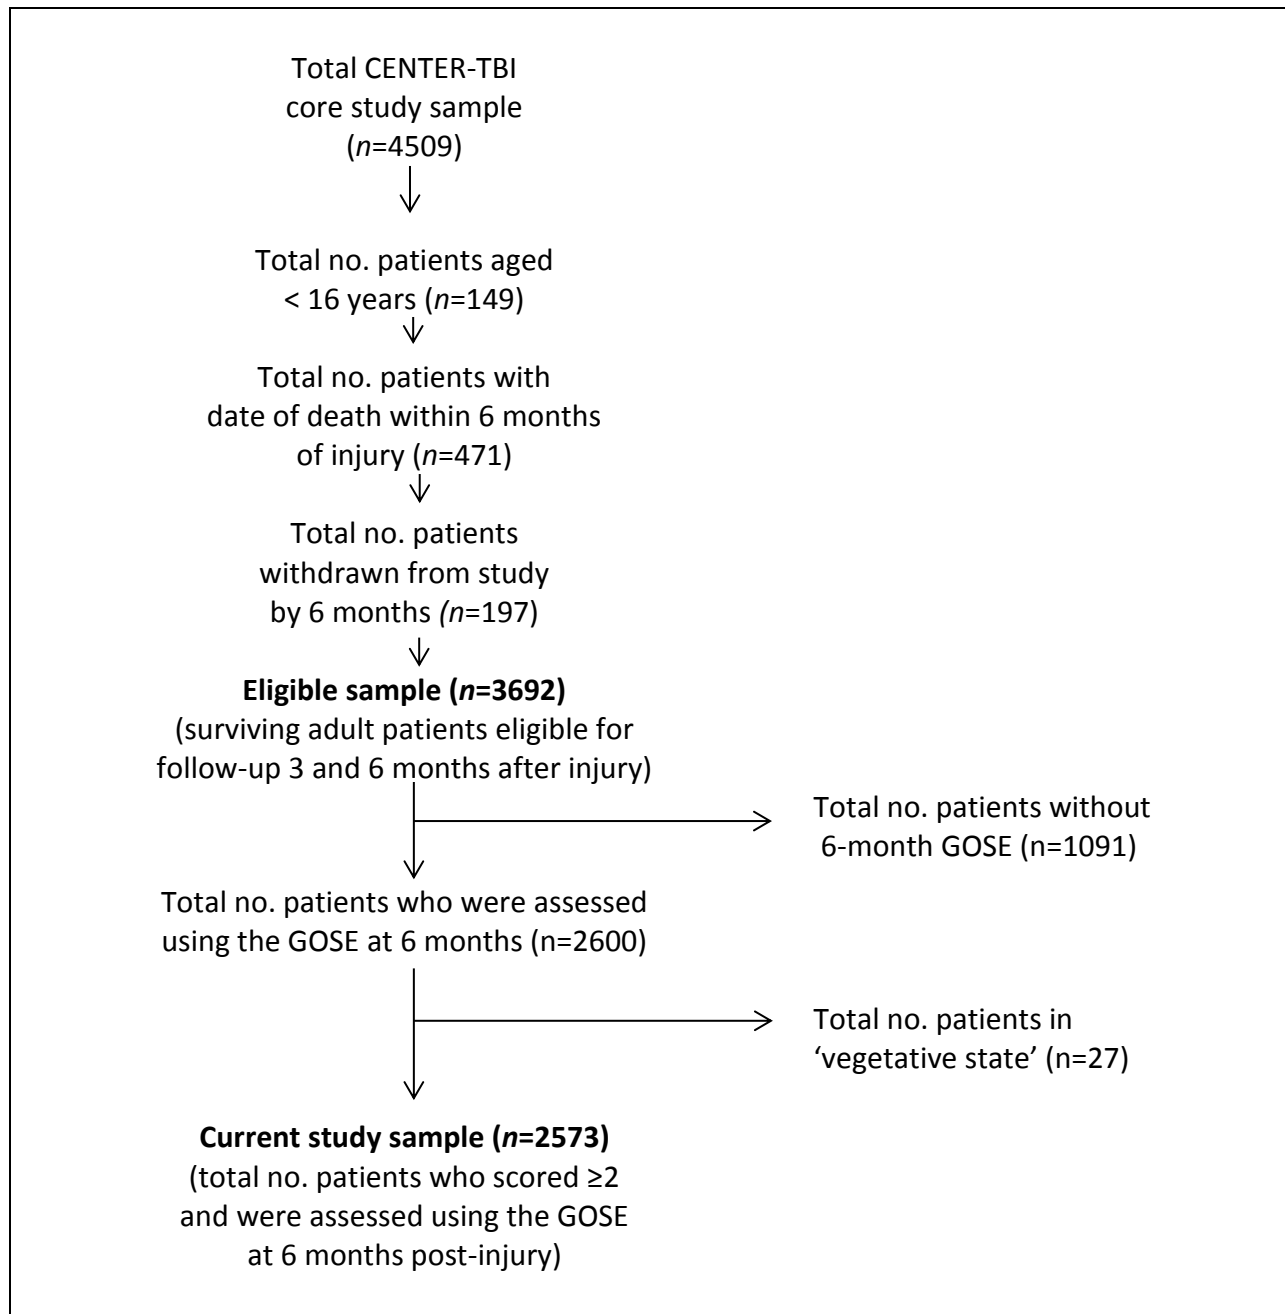 Total CENTER-TBI
core study sample
(n=4509)
Total no. patients aged
< 16 years (n=149)
Total no. patients with
date of death within 6 months
of injury (n=471)
Total no. patients
withdrawn from study
by 6 months (n=197)
Eligible sample (n=3692)
(surviving adult patients eligible for
follow-up 3 and 6 months after injury)
Total no. patients without
6-month GOSE (n=1091)
Total no. patients who were assessed
using the GOSE at 6 months (n=2600)
Total no. patients in
‘vegetative state’ (n=27)
Current study sample (n=2573)
(total no. patients who scored ≥2
and were assessed using the GOSE
at 6 months post-injury)